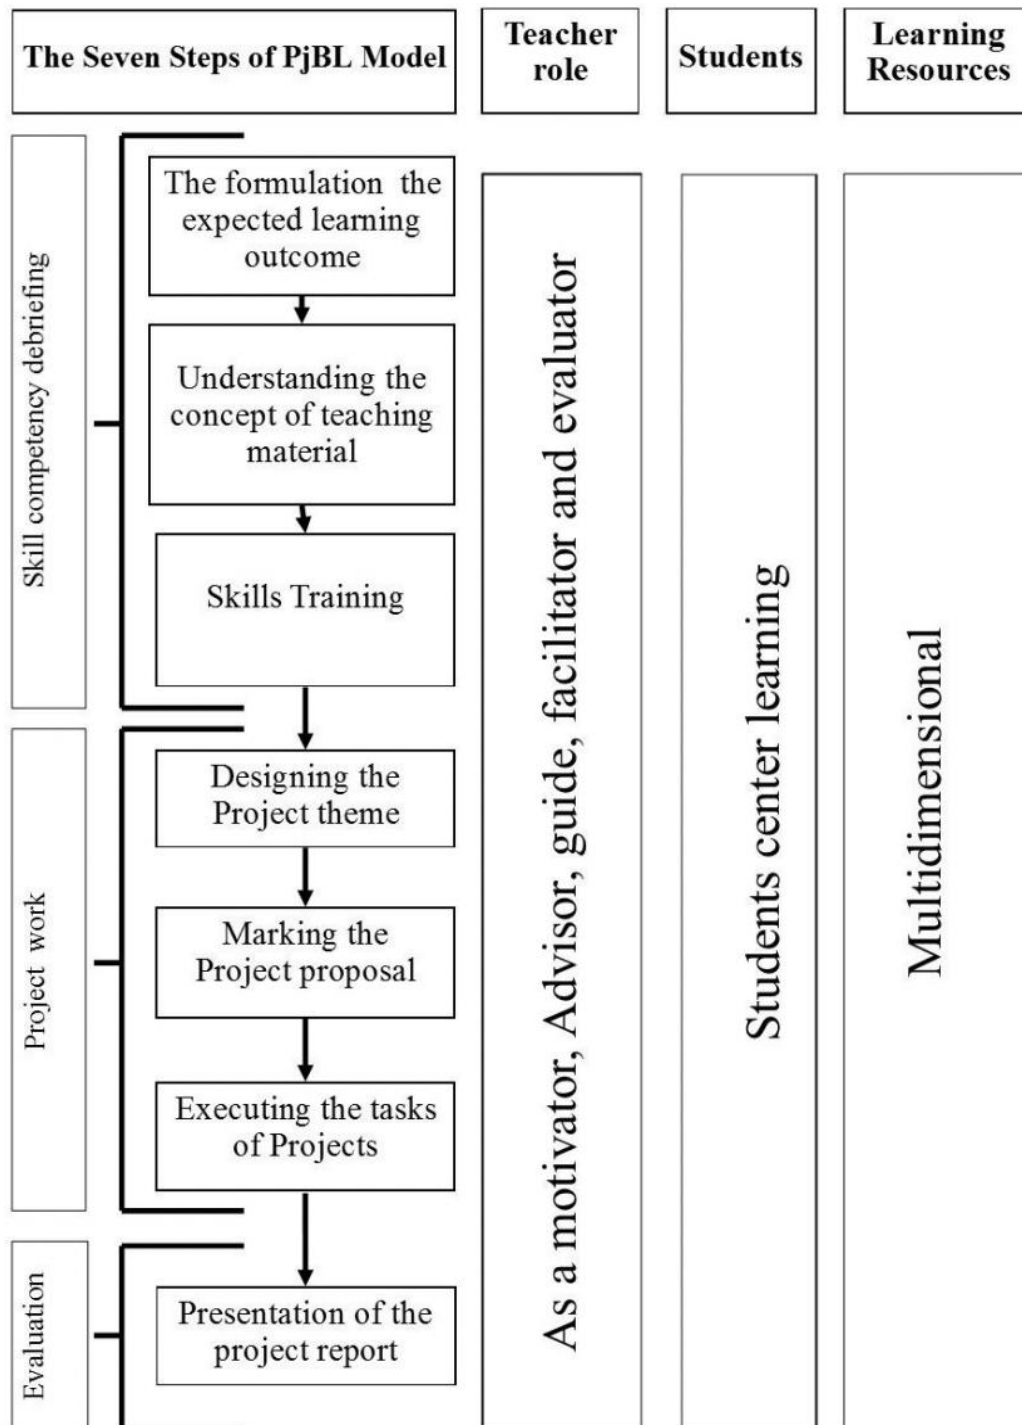 The Seven Steps of PjBL Model
Teacher
role
Students
Learning
Resources
Skill competency debriefing
The formulation the
expected learning
outcome
Understanding the
concept of teaching
material
Skills Training
Project work
Designing the
Project theme
Marking the
Project proposal
Executing the tasks
of Projects
Evaluation
Presentation of the
project report
As a motivator, Advisor, guide, facilitator and evaluator
Students center learning
Multidimensional